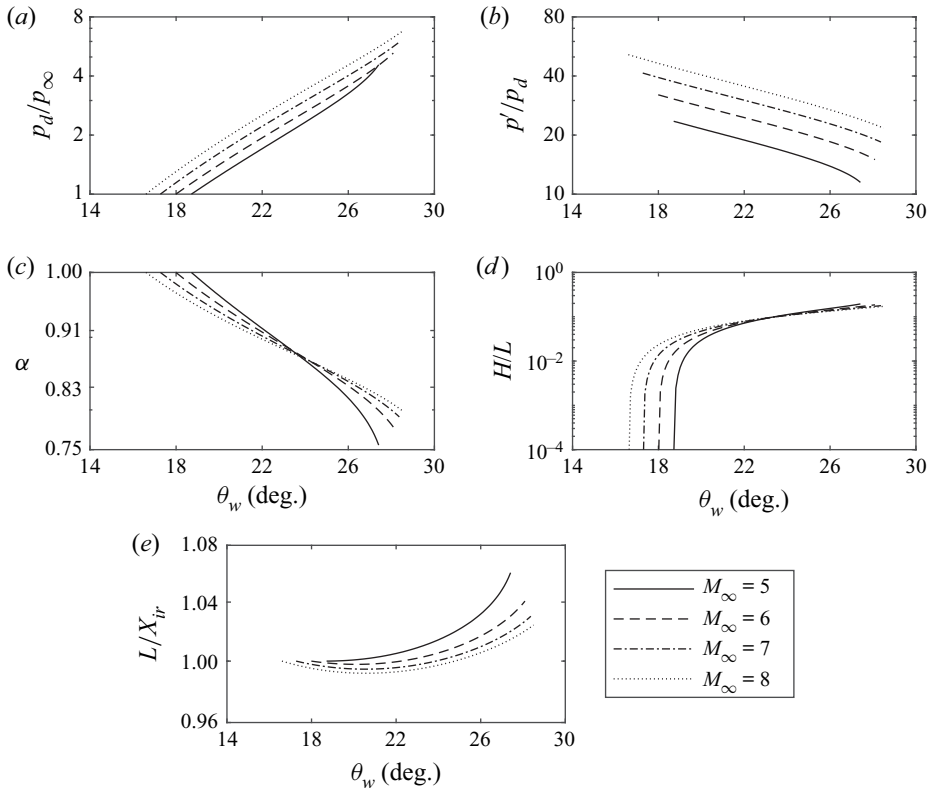 (a)
8
4
2
1
p_d/p_∞
14
18
22
26
30
(b)
80
40
20
10
p′/p_d
14
18
22
26
30
(c)
1.00
0.91
0.83
0.75
α
14
18
22
26
30
θ_w (deg.)
(d)
10^0
10^−2
10^−4
H/L
14
18
22
26
30
θ_w (deg.)
(e)
1.08
1.04
1.00
0.96
L/X_ir
14
18
22
26
30
θ_w (deg.)
M_∞ = 5
M_∞ = 6
M_∞ = 7
M_∞ = 8